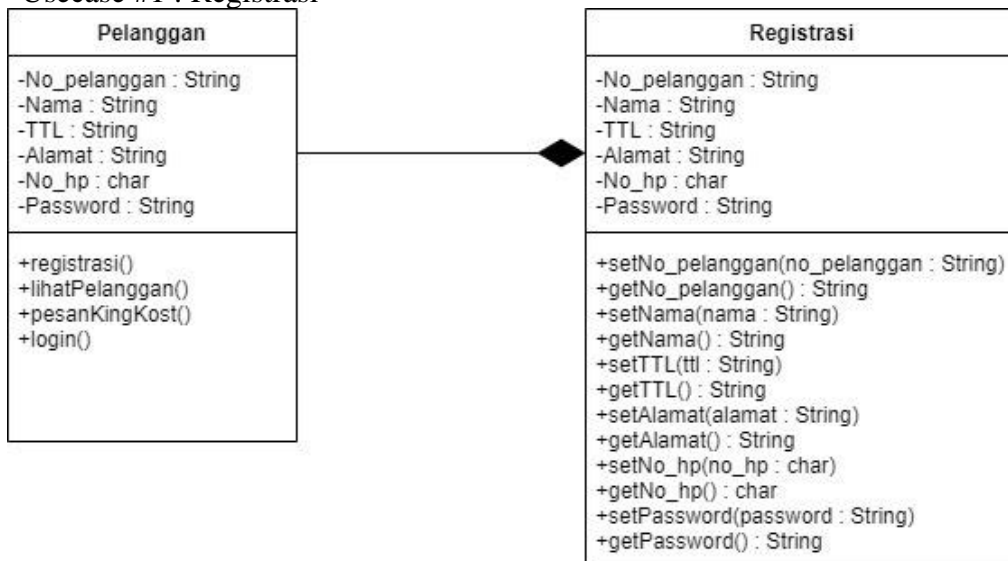 Usecase #1 : Registrasi
Pelanggan
-No_pelanggan : String
-Nama : String
-TTL : String
-Alamat : String
-No_hp : char
-Password : String
+registrasi()
+lihatPelanggan()
+pesanKingKost()
+login()
Registrasi
-No_pelanggan : String
-Nama : String
-TTL : String
-Alamat : String
-No_hp : char
-Password : String
+setNo_pelanggan(no_pelanggan : String)
+getNo_pelanggan() : String
+setNama(nama : String)
+getNama() : String
+setTTL(ttl : String)
+getTTL() : String
+setAlamat(alamat : String)
+getAlamat() : String
+setNo_hp(no_hp : char)
+getNo_hp() : char
+setPassword(password : String)
+getPassword() : String